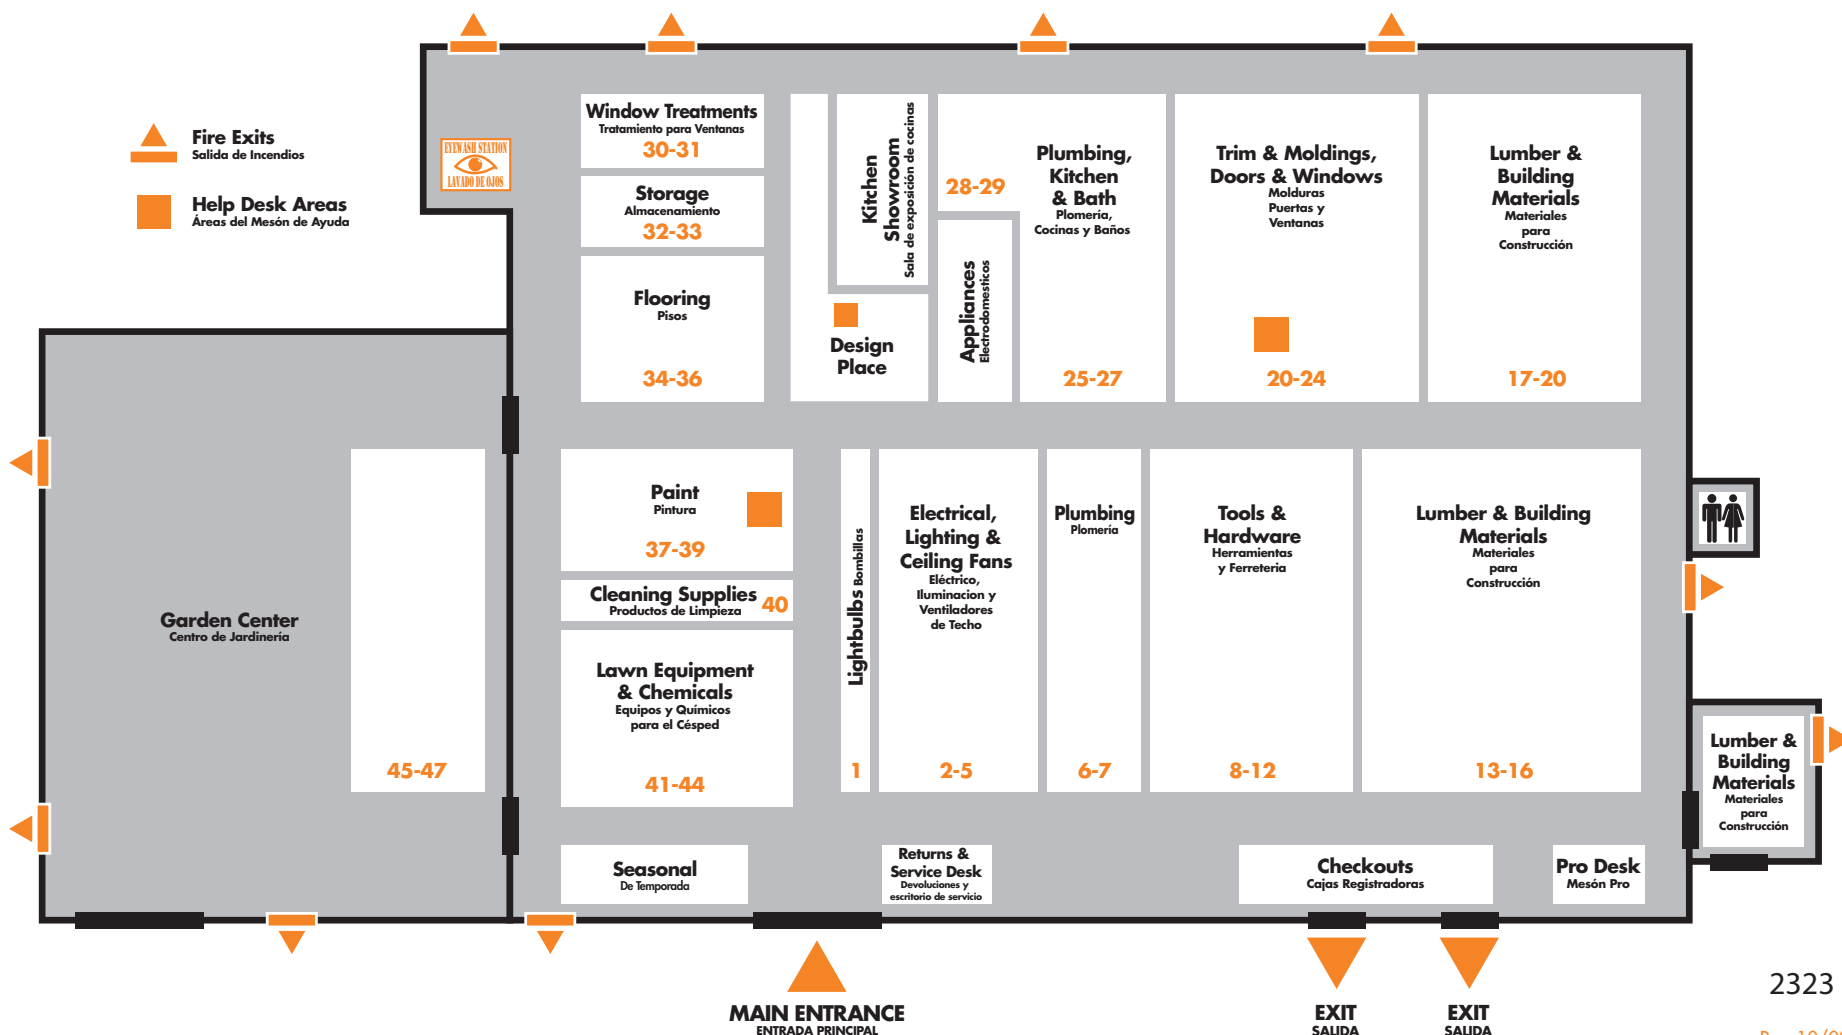 Fire Exits
Salida de Incendios
Help Desk Areas
Áreas del Mesón de Ayuda
EYEWASH STATION
LAVADO DE OJOS
Window Treatments
Tratamiento para Ventanas
30-31
Storage
Almacenamiento
32-33
Flooring
Pisos
34-36
Kitchen
Showroom
Sala de exposición de cocinas
Design
Place
28-29
Appliances
Electrodomesticos
Plumbing,
Kitchen
& Bath
Plomería,
Cocinas y Baños
25-27
Trim & Moldings,
Doors & Windows
Molduras
Puertas y
Ventanas
20-24
Lumber &
Building
Materials
Materiales
para
Construcción
17-20
Garden Center
Centro de Jardinería
45-47
Paint
Pintura
37-39
Cleaning Supplies
Productos de Limpieza
40
Lawn Equipment
& Chemicals
Equipos y Químicos
para el Césped
41-44
Lightbulbs Bombillas
1
Electrical,
Lighting &
Ceiling Fans
Eléctrico,
Iluminacion y
Ventiladores
de Techo
2-5
Plumbing
Plomería
6-7
Tools &
Hardware
Herramientas
y Ferreteria
8-12
Lumber & Building
Materials
Materiales
para
Construcción
13-16
Lumber &
Building
Materials
Materiales
para
Construcción
Seasonal
De Temporada
Returns &
Service Desk
Devoluciones y
escritorio de servicio
Checkouts
Cajas Registradoras
Pro Desk
Mesón Pro
MAIN ENTRANCE
ENTRADA PRINCIPAL
EXIT
SALIDA
EXIT
SALIDA
2323